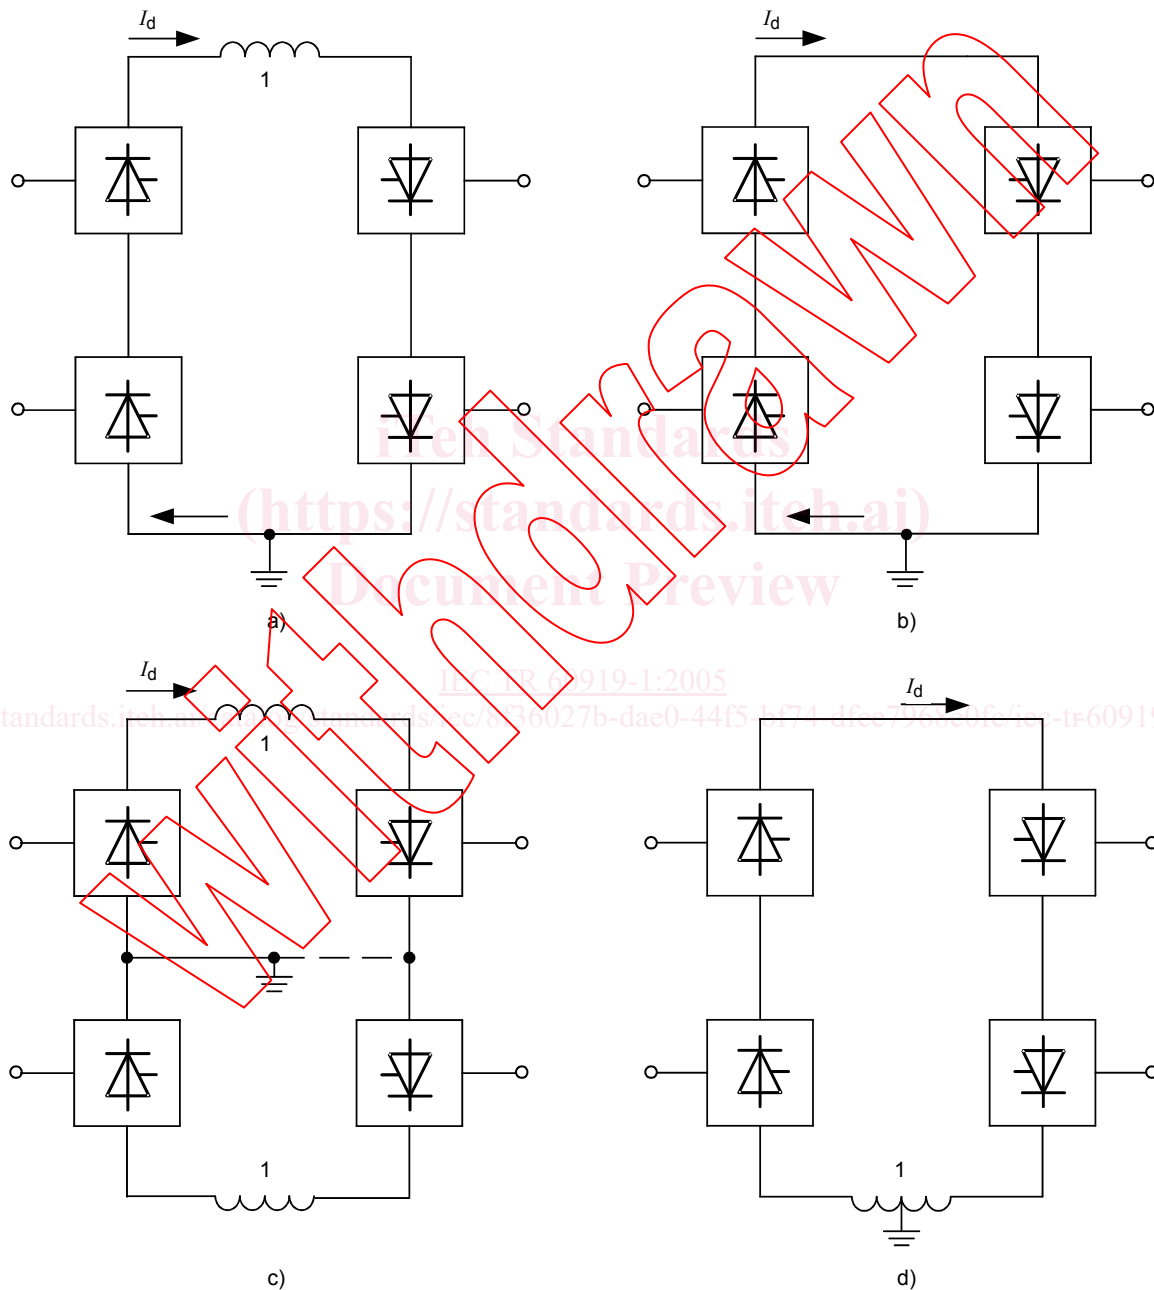 Id
Id
1
iTeh Standards
(https://standards.iteh.ai)
Document Preview
a)
b)
IEC TR 60919-1:2005
Id
Id
1
1
1
c)
d)
Withdrawn